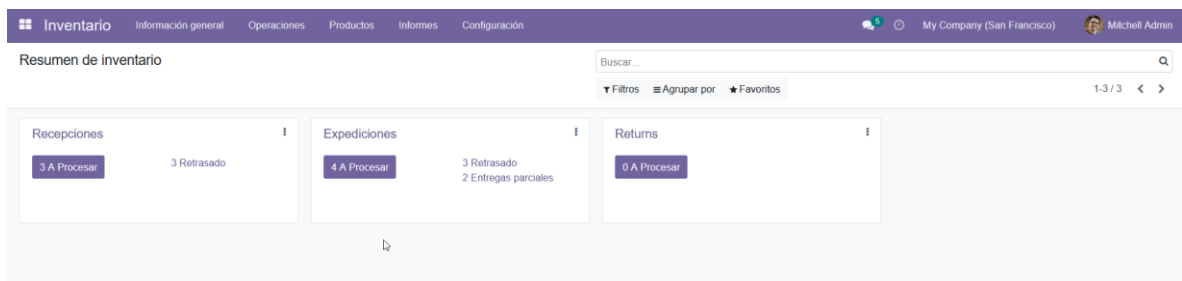 Inventario Información general Operaciones Productos Informes Configuración 5 My Company (San Francisco) Mitchell Admin
Resumen de inventario
Buscar...
Filtros Agrupar por Favoritos 1-3 / 3
Recepciones
3 A Procesar 3 Retrasado
Expediciones
4 A Procesar 3 Retrasado
2 Entregas parciales
Returns
0 A Procesar